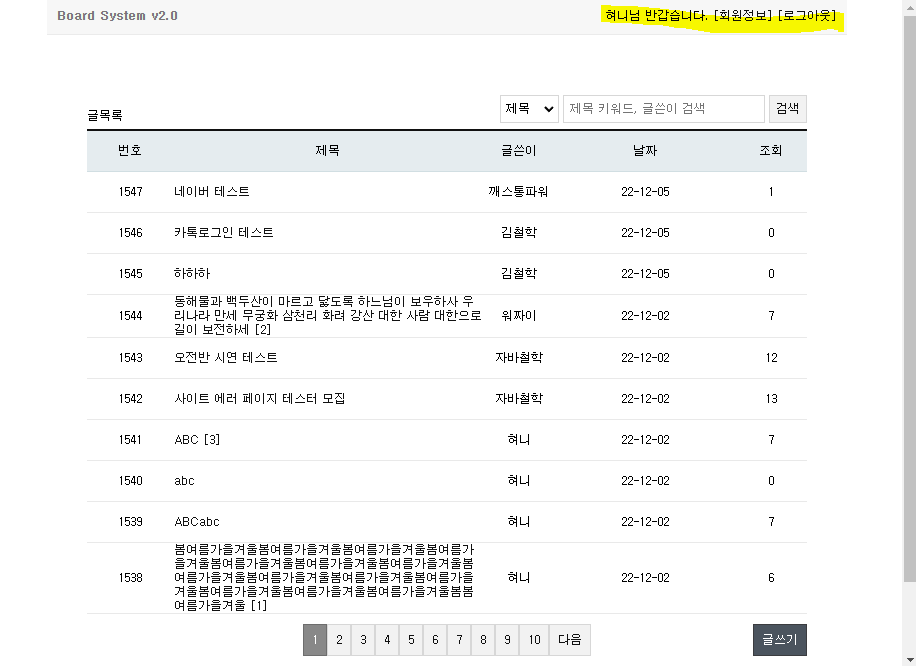 Board System v2.0
혀니님 반갑습니다. [회원정보] [로그아웃]
글목록
제목
제목 키워드, 글쓴이 검색
검색
번호 제목 글쓴이 날짜 조회
1547 네이버 테스트 깨스통파워 22-12-05 1
1546 카톡로그인 테스트 김철학 22-12-05 0
1545 하하하 김철학 22-12-05 0
동해물과 백두산이 마르고 닳도록 하느님이 보우하사 우
1544 리나라 만세 무궁화 삼천리 화려 강산 대한 사람 대한으로 워짜이 22-12-02 7
길이 보전하세 [2]
1543 오전반 시연 테스트 자바철학 22-12-02 12
1542 사이트 에러 페이지 테스터 모집 자바철학 22-12-02 13
1541 ABC [3] 혀니 22-12-02 7
1540 abc 혀니 22-12-02 0
1539 ABCabc 혀니 22-12-02 7
봄여름가을겨울봄여름가을겨울봄여름가을겨울봄여름가
을겨울봄여름가을겨울봄여름가을겨울봄여름가을겨울봄
1538 여름가을겨울봄여름가을겨울봄여름가을겨울봄여름가을 혀니 22-12-02 6
겨울봄여름가을겨울봄여름가을겨울봄여름가을겨울봄봄
여름가을겨울 [1]
1 2 3 4 5 6 7 8 9 10 다음
글쓰기